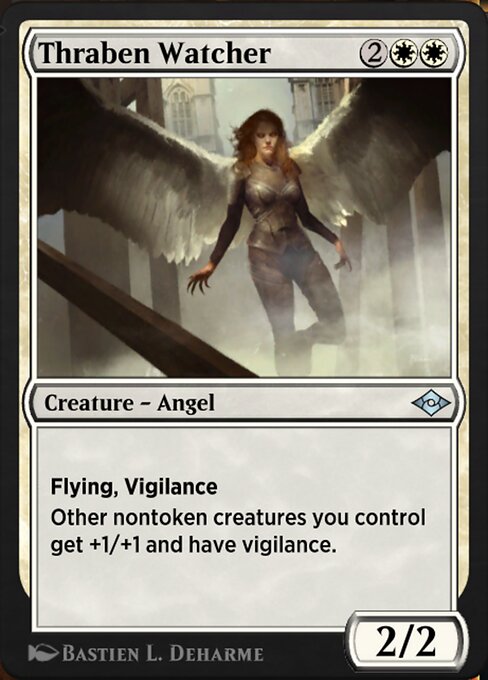 Thraben Watcher
2
Creature – Angel
Flying, Vigilance
Other nontoken creatures you control
get +1/+1 and have vigilance.
2/2
Bastien L. Deharme